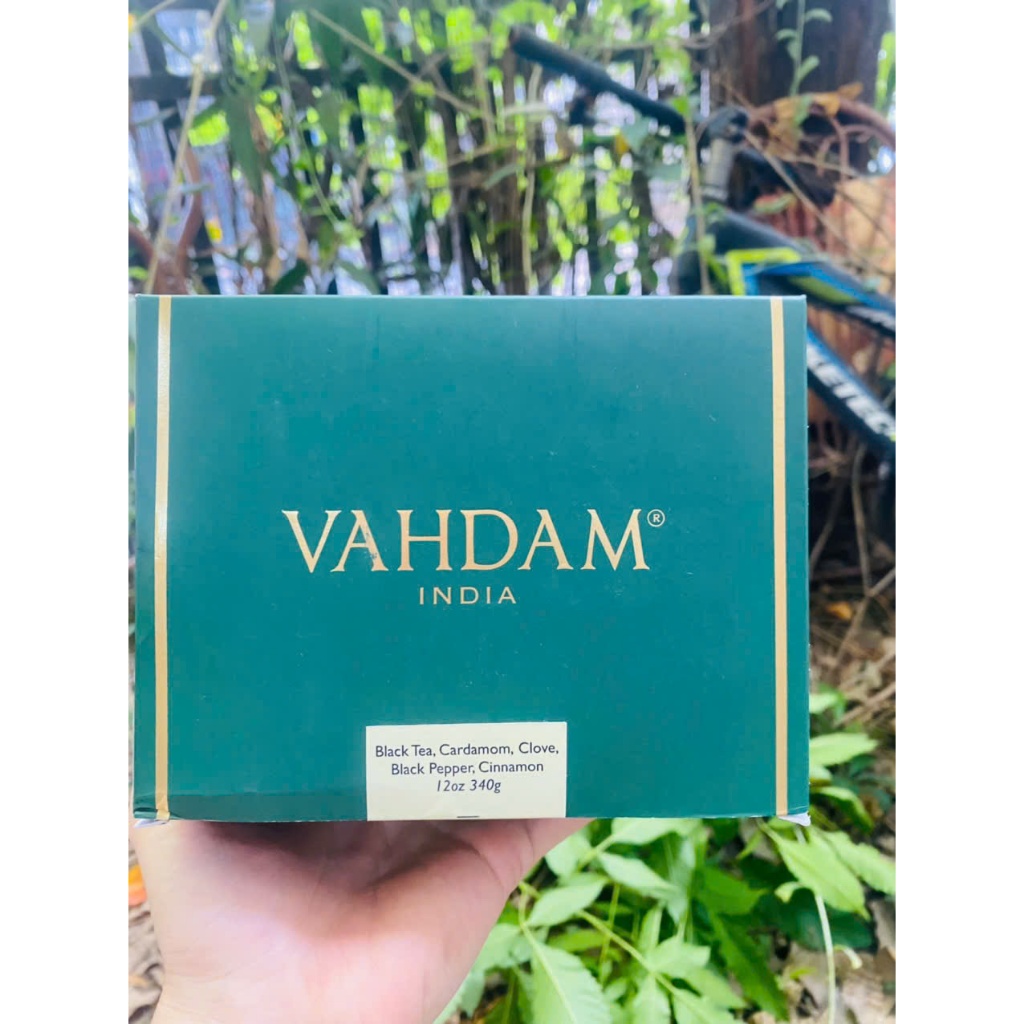 VAHDAM®
INDIA
Black Tea, Cardamom, Clove,
Black Pepper, Cinnamon
12oz 340g